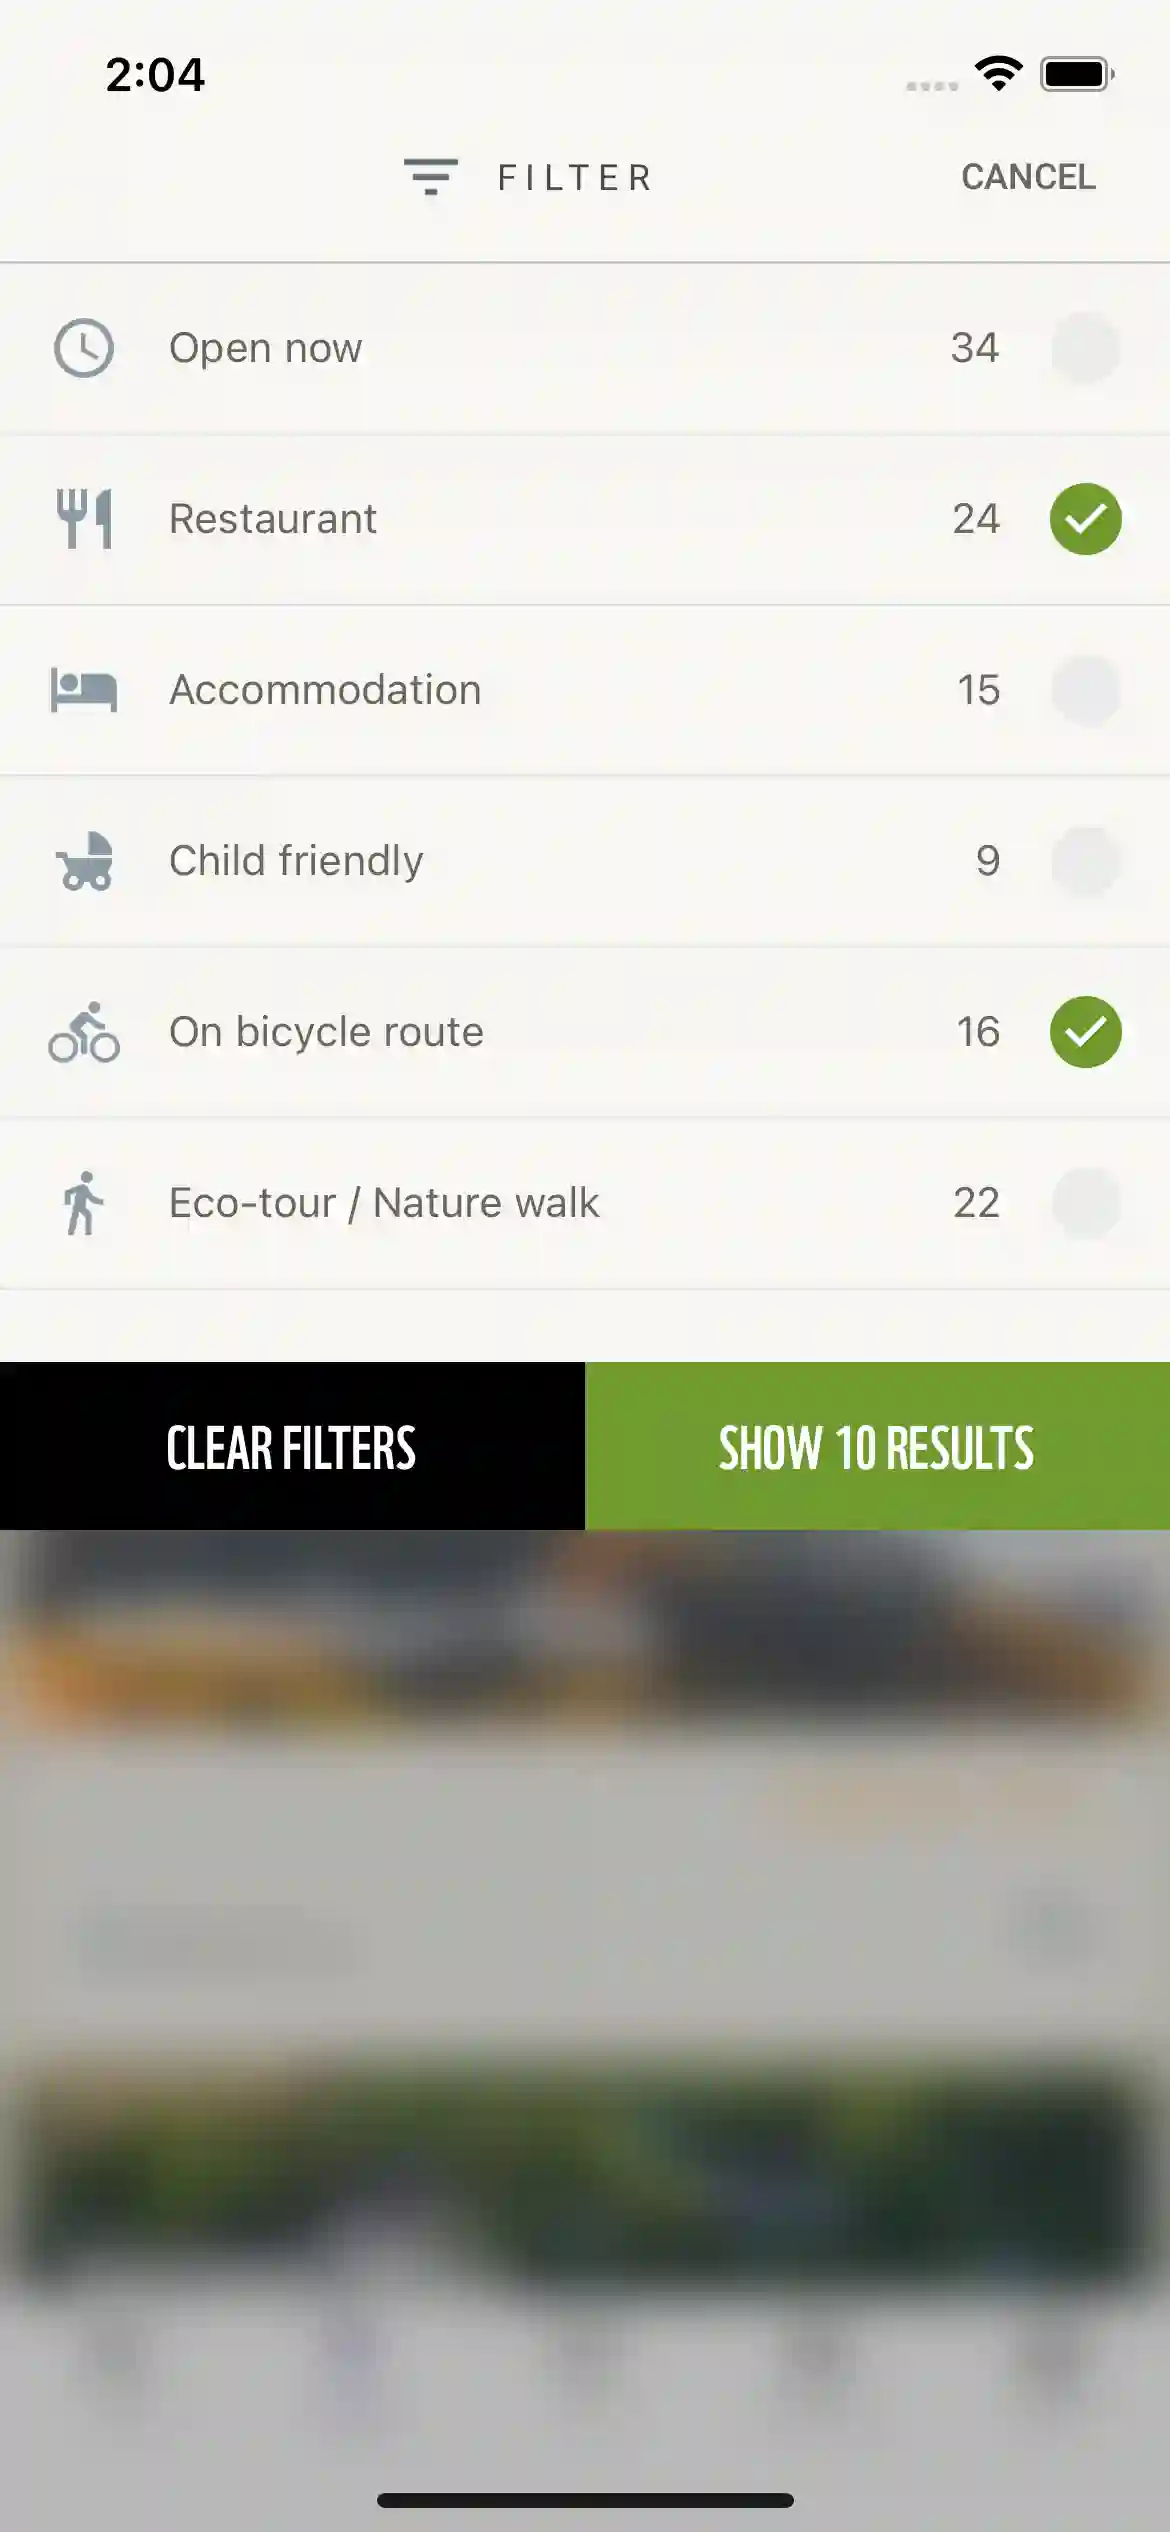 2:04
FILTER
CANCEL
Open now 34
Restaurant 24
Accommodation 15
Child friendly 9
On bicycle route 16
Eco-tour / Nature walk 22
CLEAR FILTERS
SHOW 10 RESULTS